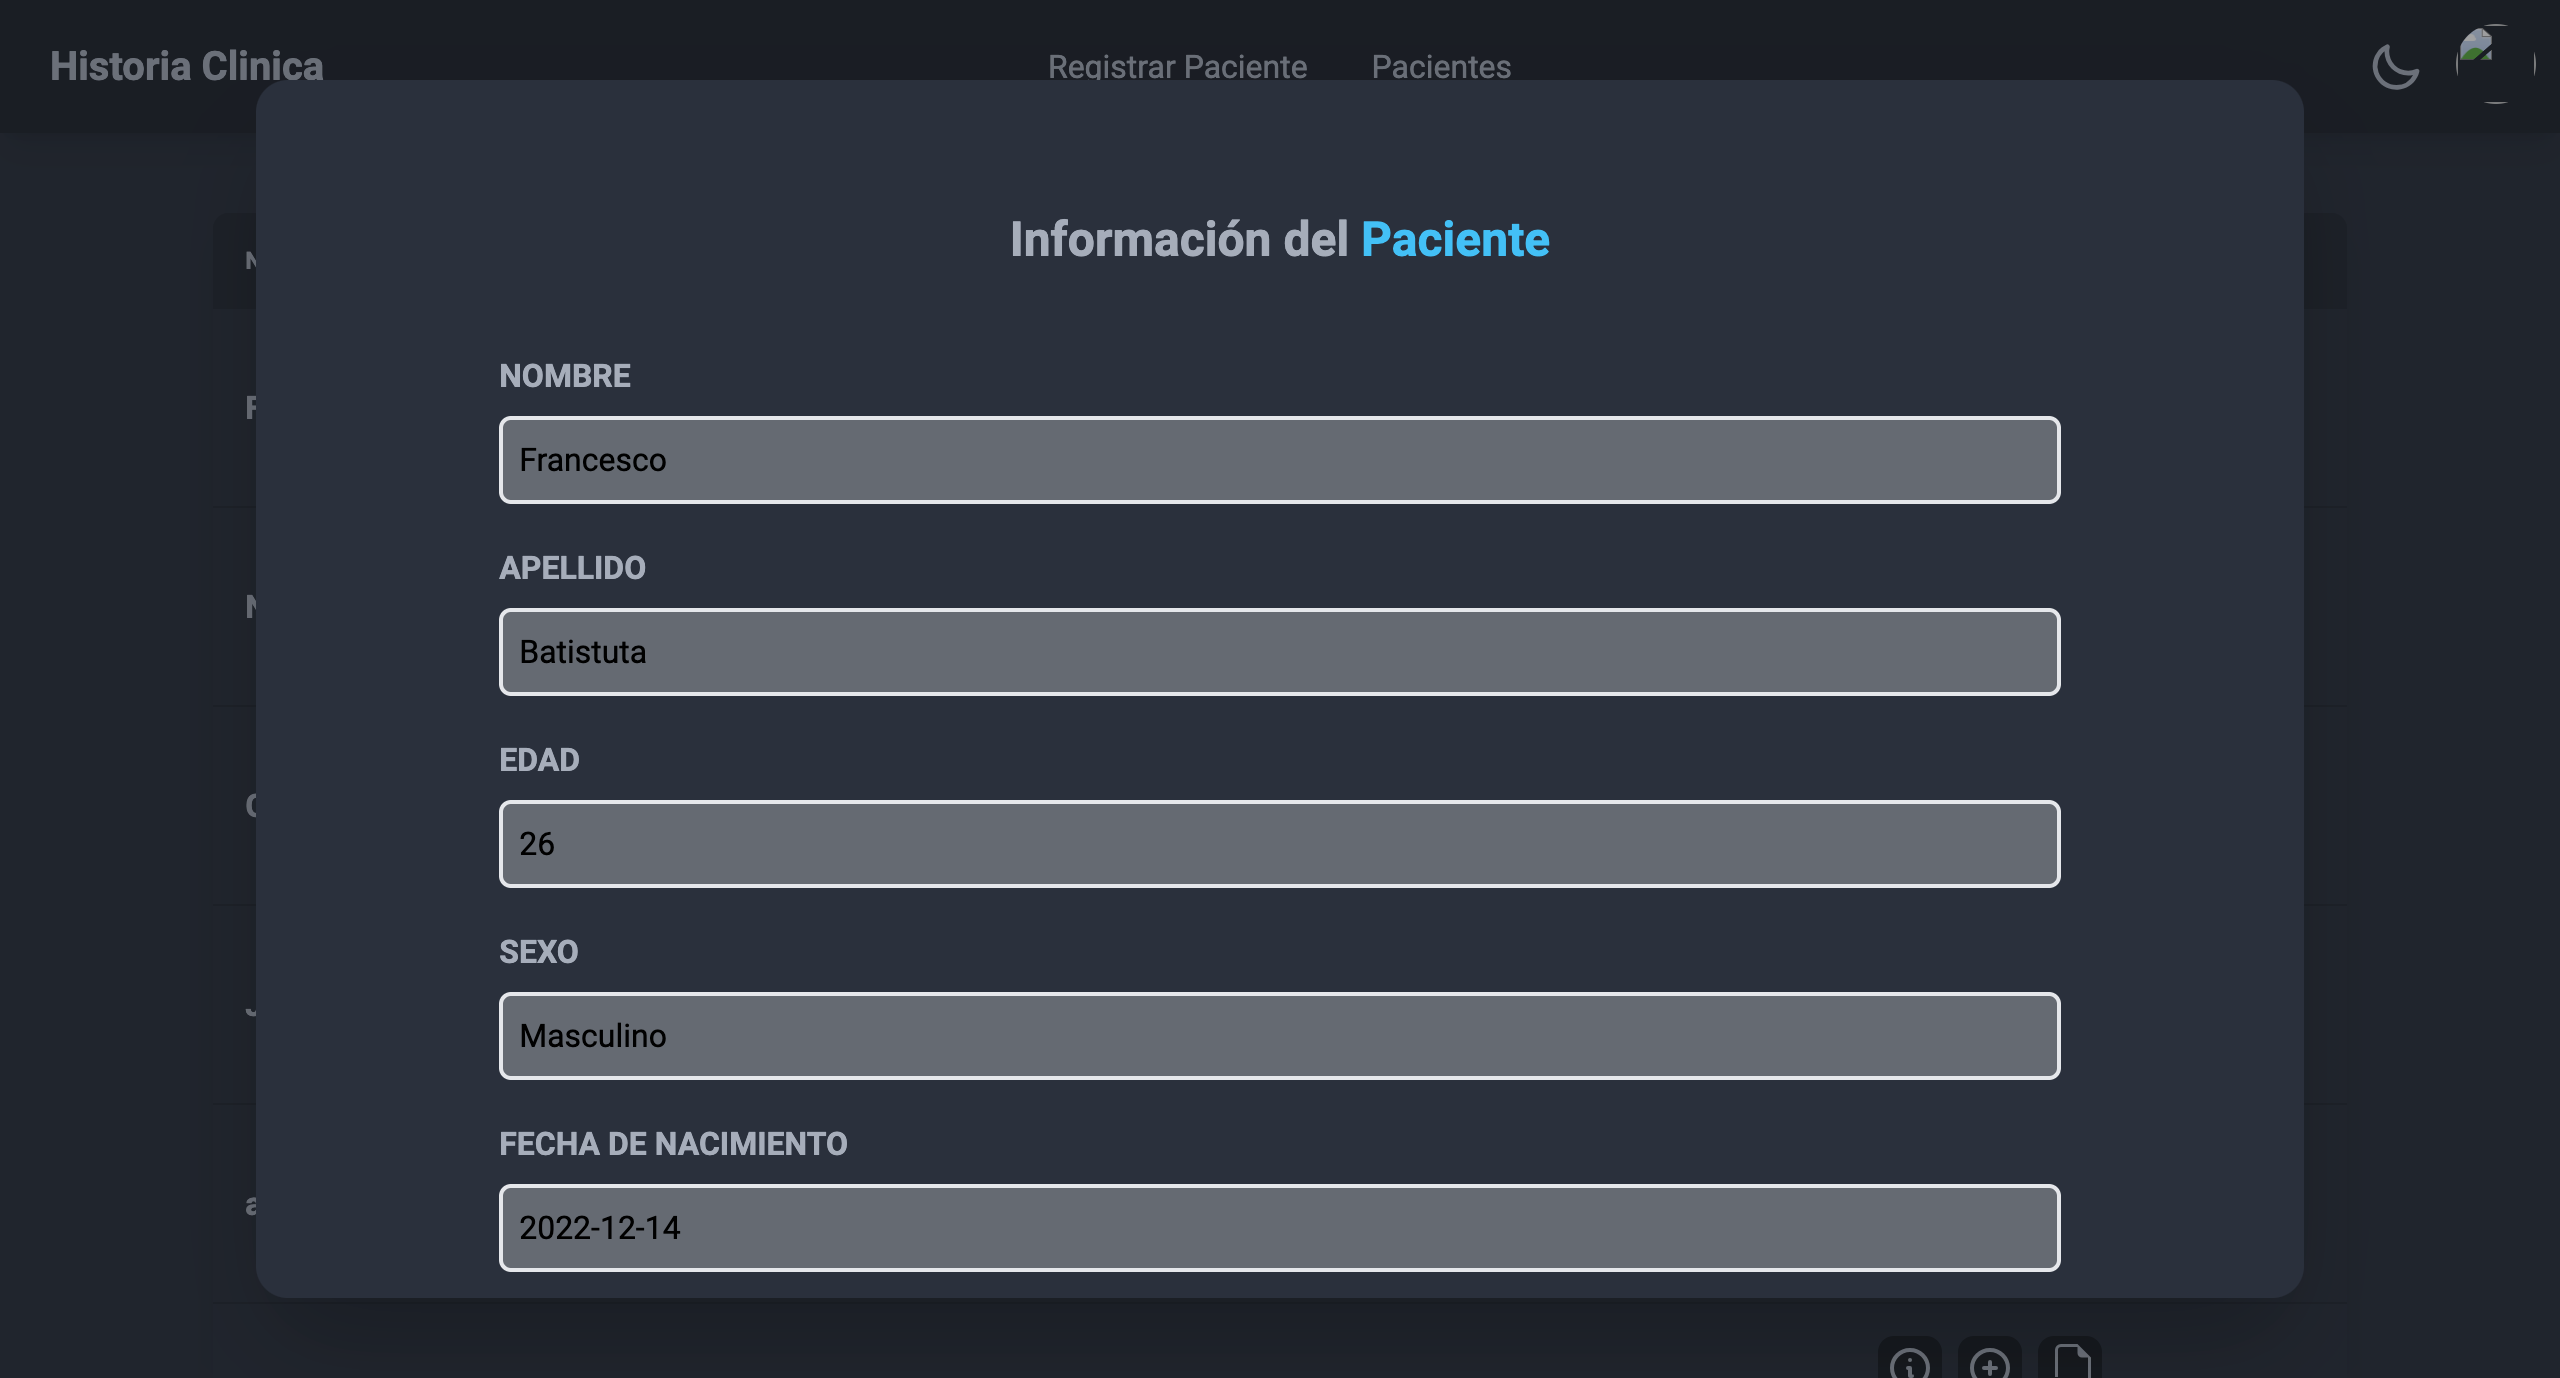 Historia Clinica
Registrar Paciente
Pacientes
Información del Paciente
NOMBRE
Francesco
APELLIDO
Batistuta
EDAD
26
SEXO
Masculino
FECHA DE NACIMIENTO
2022-12-14